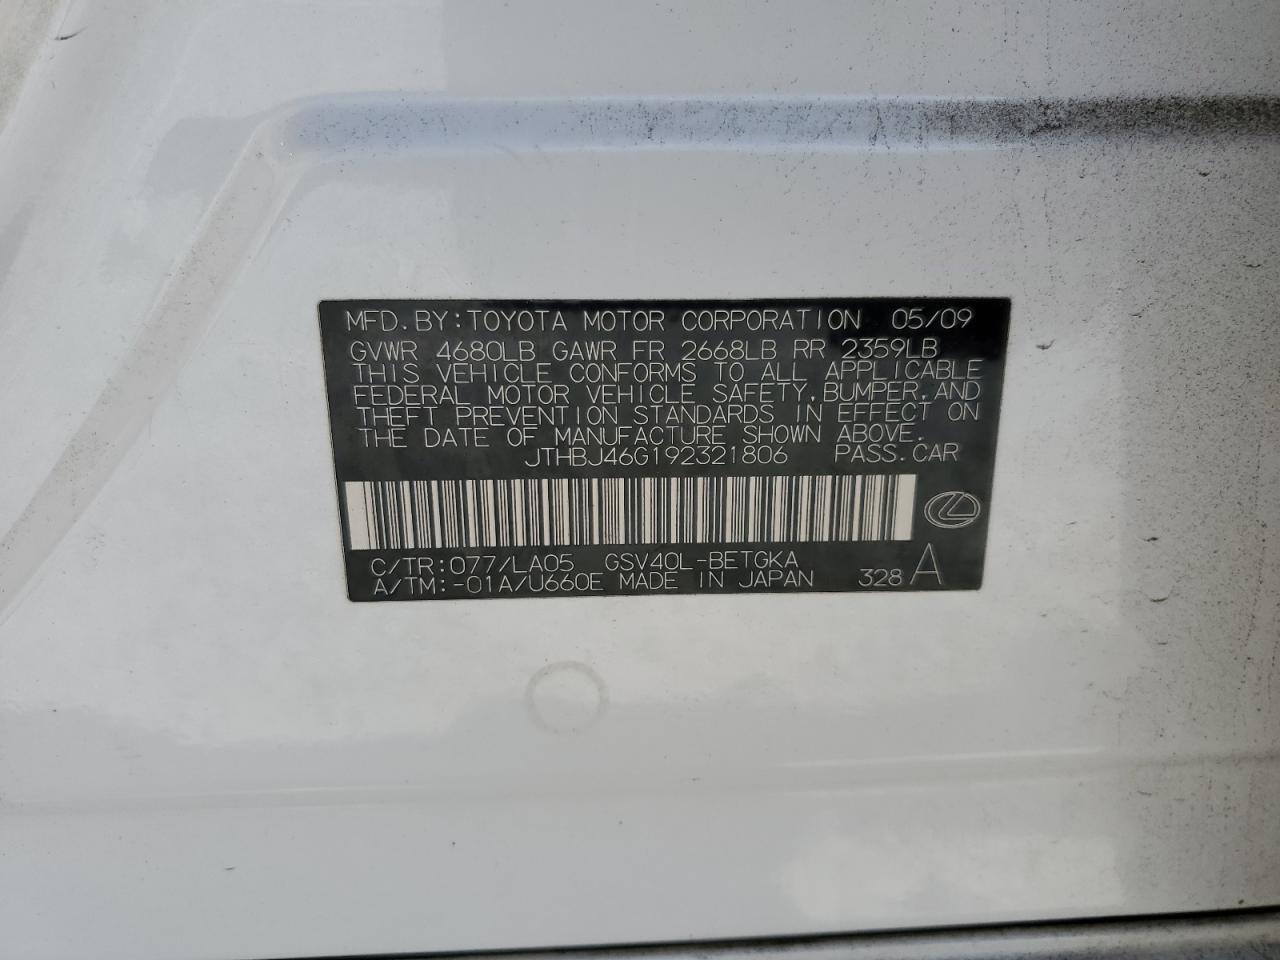 MFD.BY:TOYOTA MOTOR CORPORATION 05/09
GVWR 4680LB GAWR FR 2668LB RR 2359LB
THIS VEHICLE CONFORMS TO ALL APPLICABLE
FEDERAL MOTOR VEHICLE SAFETY,BUMPER,AND
THEFT PREVENTION STANDARDS IN EFFECT ON
THE DATE OF MANUFACTURE SHOWN ABOVE.
JTHBJ46G192321806 PASS.CAR
C/TR:077/LA05 GSV40L-BETGKA
A/TM:-01A/U660E MADE IN JAPAN 328 A